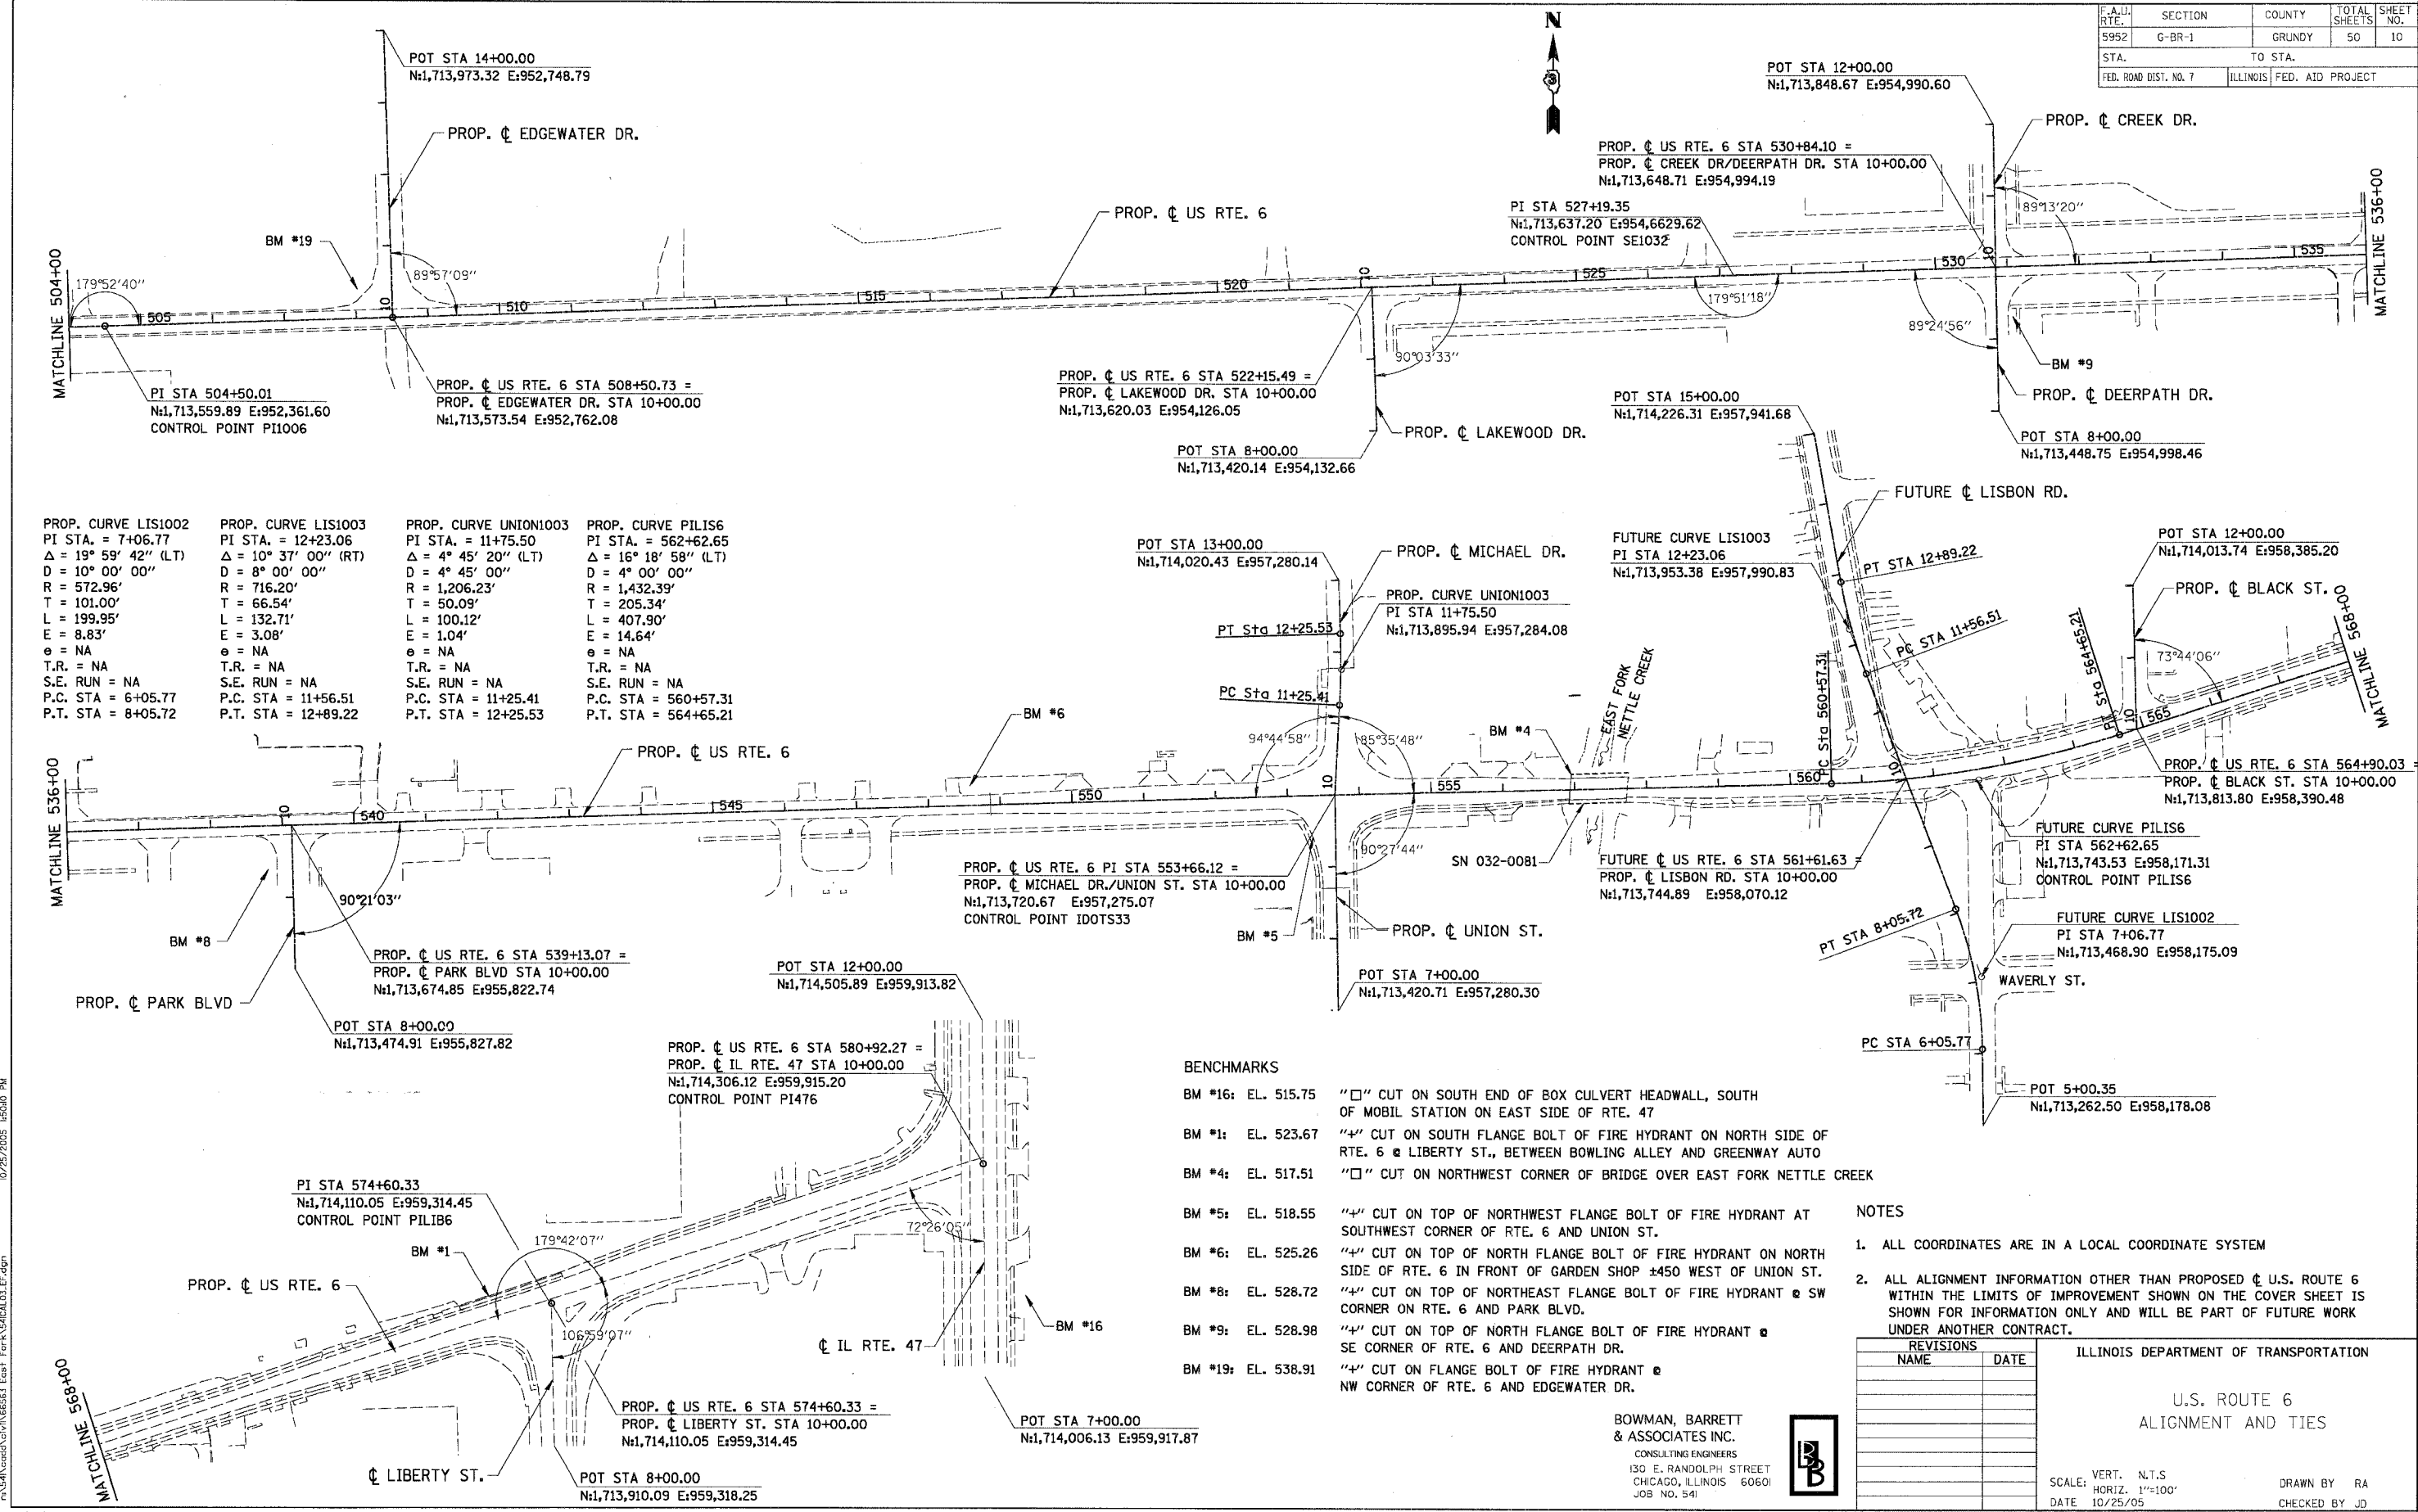 F.A.U. RTE. SECTION COUNTY TOTAL SHEETS SHEET NO.
5952 G-BR-1 GRUNDY 50 10
STA. TO STA.
FED. ROAD DIST. NO. 7 ILLINOIS FED. AID PROJECT
N
POT STA 14+00.00
N:1,713,973.32 E:952,748.79
PROP. ℄ EDGEWATER DR.
BM #19
MATCHLINE 504+00
179°52'40"
505
10
89°57'09"
510
515
520
10
525
530
10
535
PI STA 504+50.01
N:1,713,559.89 E:952,361.60
CONTROL POINT PI1006
PROP. ℄ US RTE. 6 STA 508+50.73 =
PROP. ℄ EDGEWATER DR. STA 10+00.00
N:1,713,573.54 E:952,762.08
PROP. ℄ US RTE. 6
PROP. ℄ US RTE. 6 STA 522+15.49 =
PROP. ℄ LAKEWOOD DR. STA 10+00.00
N:1,713,620.03 E:954,126.05
90°03'33"
PROP. ℄ LAKEWOOD DR.
POT STA 8+00.00
N:1,713,420.14 E:954,132.66
PI STA 527+19.35
N:1,713,637.20 E:954,6629.62
CONTROL POINT SE1032
179°51'18"
PROP. ℄ US RTE. 6 STA 530+84.10 =
PROP. ℄ CREEK DR/DEERPATH DR. STA 10+00.00
N:1,713,648.71 E:954,994.19
POT STA 12+00.00
N:1,713,848.67 E:954,990.60
PROP. ℄ CREEK DR.
89°13'20"
89°24'56"
MATCHLINE 536+00
BM #9
PROP. ℄ DEERPATH DR.
POT STA 8+00.00
N:1,713,448.75 E:954,998.46
PROP. CURVE LIS1002
PI STA. = 7+06.77
Δ = 19° 59' 42" (LT)
D = 10° 00' 00"
R = 572.96'
T = 101.00'
L = 199.95'
E = 8.83'
e = NA
T.R. = NA
S.E. RUN = NA
P.C. STA = 6+05.77
P.T. STA = 8+05.72
PROP. CURVE LIS1003
PI STA. = 12+23.06
Δ = 10° 37' 00" (RT)
D = 8° 00' 00"
R = 716.20'
T = 66.54'
L = 132.71'
E = 3.08'
e = NA
T.R. = NA
S.E. RUN = NA
P.C. STA = 11+56.51
P.T. STA = 12+89.22
PROP. CURVE UNION1003
PI STA. = 11+75.50
Δ = 4° 45' 20" (LT)
D = 4° 45' 00"
R = 1,206.23'
T = 50.09'
L = 100.12'
E = 1.04'
e = NA
T.R. = NA
S.E. RUN = NA
P.C. STA = 11+25.41
P.T. STA = 12+25.53
PROP. CURVE PILIS6
PI STA. = 562+62.65
Δ = 16° 18' 58" (LT)
D = 4° 00' 00"
R = 1,432.39'
T = 205.34'
L = 407.90'
E = 14.64'
e = NA
T.R. = NA
S.E. RUN = NA
P.C. STA = 560+57.31
P.T. STA = 564+65.21
MATCHLINE 536+00
10
540
545
550
10
555
560
10
10
565
PROP. ℄ US RTE. 6
BM #6
BM #8
90°21'03"
PROP. ℄ PARK BLVD
PROP. ℄ US RTE. 6 STA 539+13.07 =
PROP. ℄ PARK BLVD STA 10+00.00
N:1,713,674.85 E:955,822.74
POT STA 8+00.00
N:1,713,474.91 E:955,827.82
POT STA 13+00.00
N:1,714,020.43 E:957,280.14
PROP. ℄ MICHAEL DR.
PROP. CURVE UNION1003
PI STA 11+75.50
N:1,713,895.94 E:957,284.08
PT Sta 12+25.53
PC Sta 11+25.41
94°44'58"
85°35'48"
90°27'44"
PROP. ℄ US RTE. 6 PI STA 553+66.12 =
PROP. ℄ MICHAEL DR./UNION ST. STA 10+00.00
N:1,713,720.67 E:957,275.07
CONTROL POINT IDOTS33
BM #5
PROP. ℄ UNION ST.
POT STA 7+00.00
N:1,713,420.71 E:957,280.30
BM #4
EAST FORK
NETTLE CREEK
SN 032-0081
POT STA 15+00.00
N:1,714,226.31 E:957,941.68
FUTURE ℄ LISBON RD.
FUTURE CURVE LIS1003
PI STA 12+23.06
N:1,713,953.38 E:957,990.83
PT STA 12+89.22
PC STA 11+56.51
PC Sta 560+57.31
PT Sta 564+65.21
POT STA 12+00.00
N:1,714,013.74 E:958,385.20
PROP. ℄ BLACK ST.
73°44'06"
MATCHLINE 568+00
PROP. ℄ US RTE. 6 STA 564+90.03 =
PROP. ℄ BLACK ST. STA 10+00.00
N:1,713,813.80 E:958,390.48
FUTURE ℄ US RTE. 6 STA 561+61.63 =
PROP. ℄ LISBON RD. STA 10+00.00
N:1,713,744.89 E:958,070.12
FUTURE CURVE PILIS6
PI STA 562+62.65
N:1,713,743.53 E:958,171.31
CONTROL POINT PILIS6
FUTURE CURVE LIS1002
PI STA 7+06.77
N:1,713,468.90 E:958,175.09
PT STA 8+05.72
WAVERLY ST.
PC STA 6+05.77
POT 5+00.35
N:1,713,262.50 E:958,178.08
POT STA 12+00.00
N:1,714,505.89 E:959,913.82
PROP. ℄ US RTE. 6 STA 580+92.27 =
PROP. ℄ IL RTE. 47 STA 10+00.00
N:1,714,306.12 E:959,915.20
CONTROL POINT PI476
PI STA 574+60.33
N:1,714,110.05 E:959,314.45
CONTROL POINT PILIB6
BM #1
179°42'07"
72°26'05"
106°59'07"
PROP. ℄ US RTE. 6
MATCHLINE 568+00
℄ IL RTE. 47
BM #16
PROP. ℄ US RTE. 6 STA 574+60.33 =
PROP. ℄ LIBERTY ST. STA 10+00.00
N:1,714,110.05 E:959,314.45
℄ LIBERTY ST.
POT STA 8+00.00
N:1,713,910.09 E:959,318.25
POT STA 7+00.00
N:1,714,006.13 E:959,917.87
BENCHMARKS
BM #16: EL. 515.75 "□" CUT ON SOUTH END OF BOX CULVERT HEADWALL, SOUTH
OF MOBIL STATION ON EAST SIDE OF RTE. 47
BM #1: EL. 523.67 "+" CUT ON SOUTH FLANGE BOLT OF FIRE HYDRANT ON NORTH SIDE OF
RTE. 6 @ LIBERTY ST., BETWEEN BOWLING ALLEY AND GREENWAY AUTO
BM #4: EL. 517.51 "□" CUT ON NORTHWEST CORNER OF BRIDGE OVER EAST FORK NETTLE CREEK
BM #5: EL. 518.55 "+" CUT ON TOP OF NORTHWEST FLANGE BOLT OF FIRE HYDRANT AT
SOUTHWEST CORNER OF RTE. 6 AND UNION ST.
BM #6: EL. 525.26 "+" CUT ON TOP OF NORTH FLANGE BOLT OF FIRE HYDRANT ON NORTH
SIDE OF RTE. 6 IN FRONT OF GARDEN SHOP ±450 WEST OF UNION ST.
BM #8: EL. 528.72 "+" CUT ON TOP OF NORTHEAST FLANGE BOLT OF FIRE HYDRANT @ SW
CORNER ON RTE. 6 AND PARK BLVD.
BM #9: EL. 528.98 "+" CUT ON TOP OF NORTH FLANGE BOLT OF FIRE HYDRANT @
SE CORNER OF RTE. 6 AND DEERPATH DR.
BM #19: EL. 538.91 "+" CUT ON FLANGE BOLT OF FIRE HYDRANT @
NW CORNER OF RTE. 6 AND EDGEWATER DR.
NOTES
1. ALL COORDINATES ARE IN A LOCAL COORDINATE SYSTEM
2. ALL ALIGNMENT INFORMATION OTHER THAN PROPOSED ℄ U.S. ROUTE 6
WITHIN THE LIMITS OF IMPROVEMENT SHOWN ON THE COVER SHEET IS
SHOWN FOR INFORMATION ONLY AND WILL BE PART OF FUTURE WORK
UNDER ANOTHER CONTRACT.
BOWMAN, BARRETT
& ASSOCIATES INC.
CONSULTING ENGINEERS
130 E. RANDOLPH STREET
CHICAGO, ILLINOIS 60601
JOB NO. 541
REVISIONS
NAME DATE
ILLINOIS DEPARTMENT OF TRANSPORTATION
U.S. ROUTE 6
ALIGNMENT AND TIES
SCALE: VERT. N.T.S
HORIZ. 1"=100'
DATE 10/25/05
DRAWN BY RA
CHECKED BY JD
10/25/2005